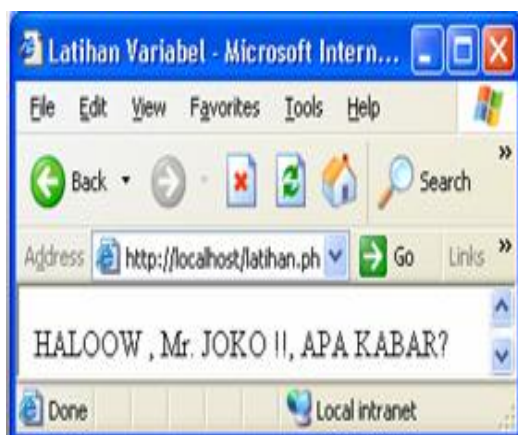 Latihan Variabel - Microsoft Intern...
File Edit View Favorites Tools Help
Back Search »
Address http://localhost/latihan.ph Go Links »
HALOOW , Mr. JOKO !!, APA KABAR?
Done Local intranet